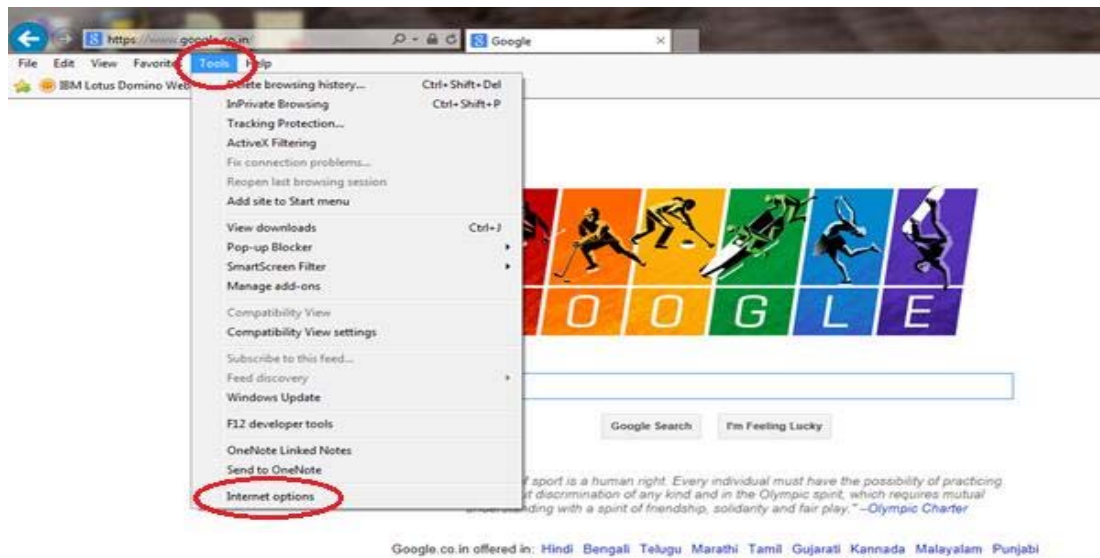 https://www.google.co.in/
Google
File Edit View Favorites Tools Help
IBM Lotus Domino Web
Delete browsing history... Ctrl+Shift+Del
InPrivate Browsing Ctrl+Shift+P
Tracking Protection...
ActiveX Filtering
Fix connection problems...
Reopen last browsing session
Add site to Start menu
View downloads Ctrl+J
Pop-up Blocker
SmartScreen Filter
Manage add-ons
Compatibility View
Compatibility View settings
Subscribe to this feed...
Feed discovery
Windows Update
F12 developer tools
OneNote Linked Notes
Send to OneNote
Internet options
OOGLE
Google Search I'm Feeling Lucky
f sport is a human right. Every individual must have the possibility of practicing
discrimination of any kind and in the Olympic spirit, which requires mutual
understanding with a spirit of friendship, solidarity and fair play." –Olympic Charter
Google.co.in offered in: Hindi Bengali Telugu Marathi Tamil Gujarati Kannada Malayalam Punjabi